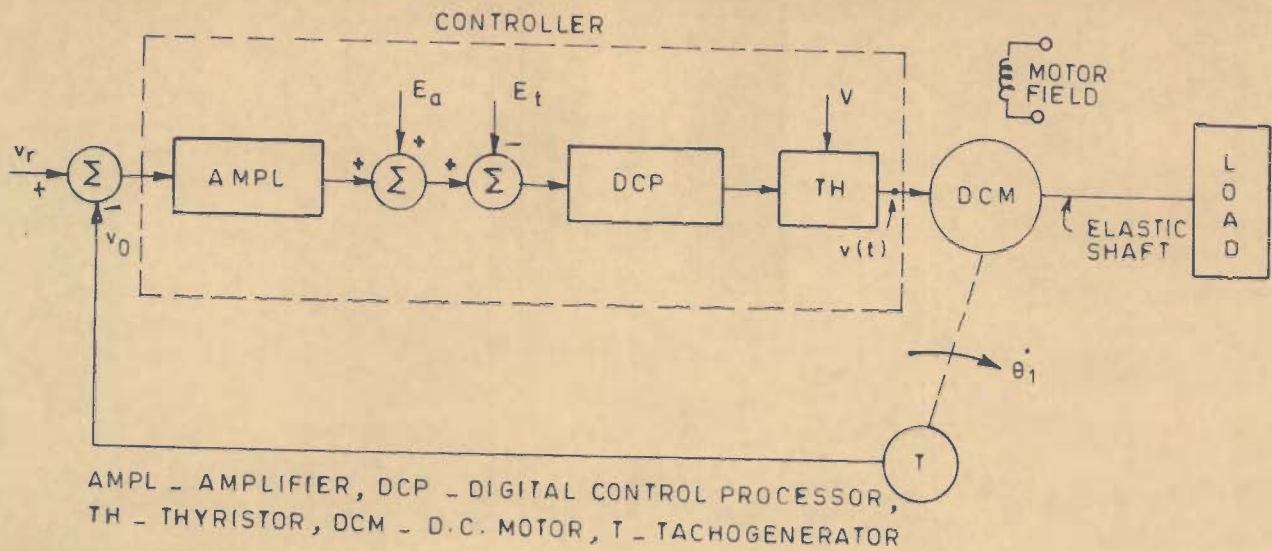 CONTROLLER
E_a
E_t
V
MOTOR
FIELD
v_r
+
Σ
-
v_0
AMPL
+
+
Σ
+
-
Σ
DCP
TH
v(t)
DCM
ELASTIC
SHAFT
L
O
A
D
θ̇_1
T
AMPL _ AMPLIFIER, DCP _ DIGITAL CONTROL PROCESSOR,
TH _ THYRISTOR, DCM _ D.C. MOTOR, T _ TACHOGENERATOR